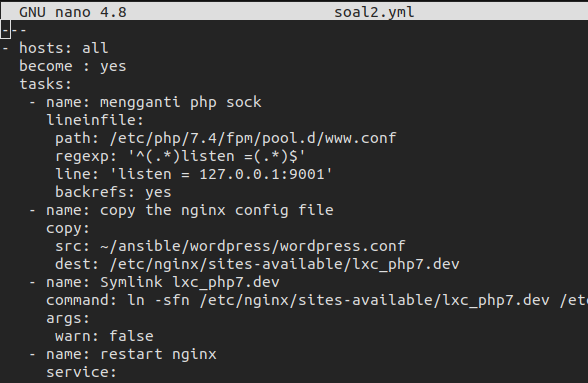 GNU nano 4.8 soal2.yml
---
- hosts: all
  become : yes
  tasks:
   - name: mengganti php sock
     lineinfile:
      path: /etc/php/7.4/fpm/pool.d/www.conf
      regexp: '^(.*)listen =(.*)$'
      line: 'listen = 127.0.0.1:9001'
      backrefs: yes
   - name: copy the nginx config file
     copy:
      src: ~/ansible/wordpress/wordpress.conf
      dest: /etc/nginx/sites-available/lxc_php7.dev
   - name: Symlink lxc_php7.dev
     command: ln -sfn /etc/nginx/sites-available/lxc_php7.dev /etc
     args:
      warn: false
   - name: restart nginx
     service: